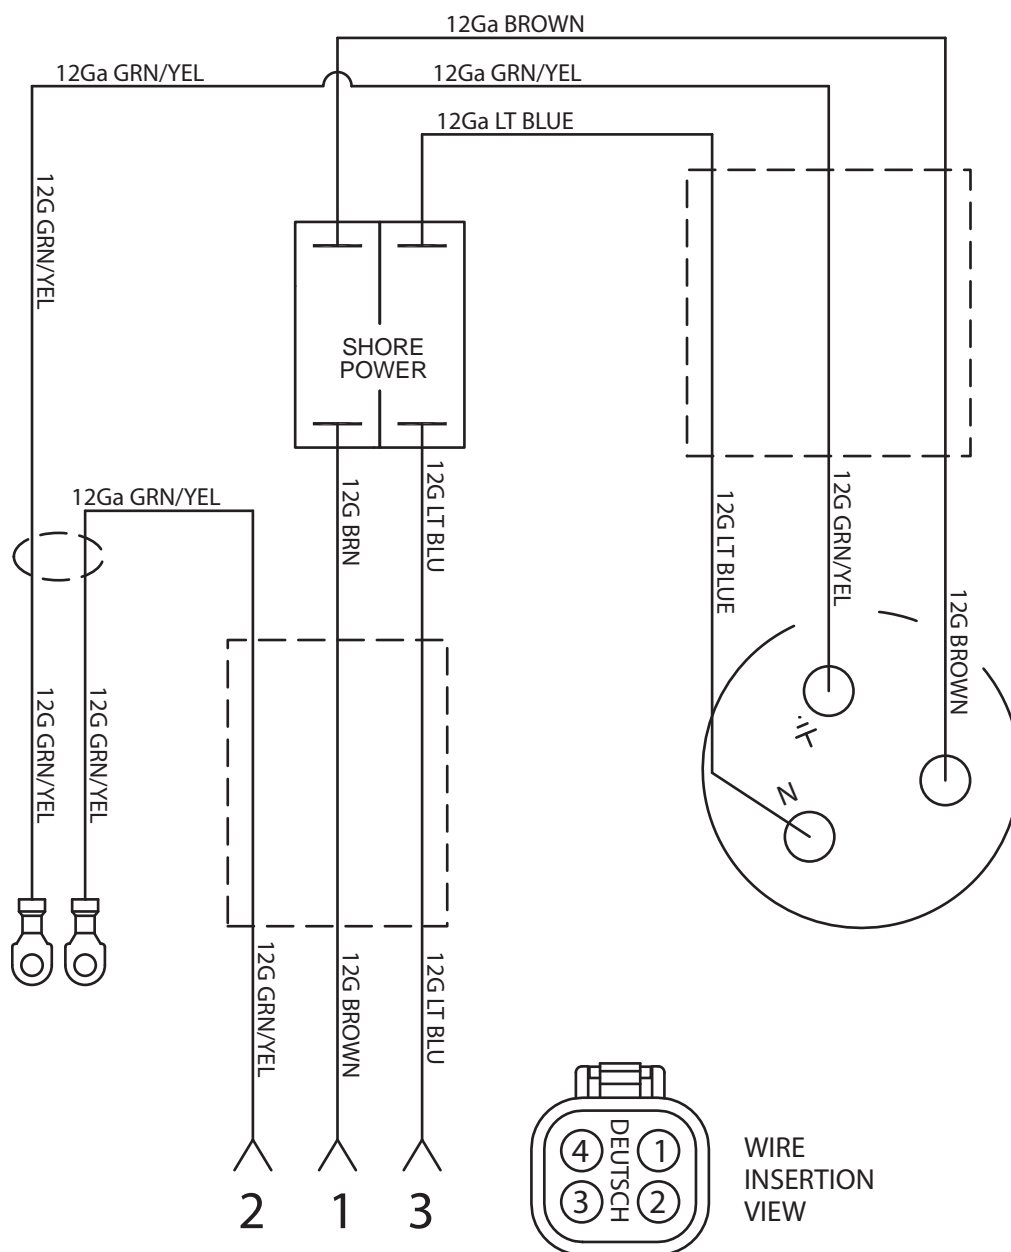 12Ga BROWN
12Ga GRN/YEL
12Ga GRN/YEL
12Ga LT BLUE
12G GRN/YEL
SHORE
POWER
12Ga GRN/YEL
12G BRN
12G LT BLU
12G LT BLUE
12G GRN/YEL
12G BROWN
12G GRN/YEL
12G GRN/YEL
N
12G GRN/YEL
12G BROWN
12G LT BLU
2
1
3
4
1
DEUTSCH
3
2
WIRE
INSERTION
VIEW